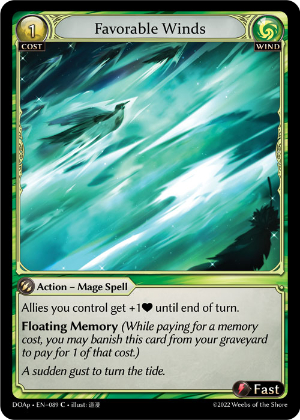 1
Favorable Winds
COST
WIND
Fast
Action – Mage Spell
Allies you control get +1♥ until end of turn.
Floating Memory (While paying for a memory
cost, you may banish this card from your graveyard
to pay for 1 of that cost.)
A sudden gust to turn the tide.
DOAp • EN-089 C • illust:
©2022 Weebs of the Shore